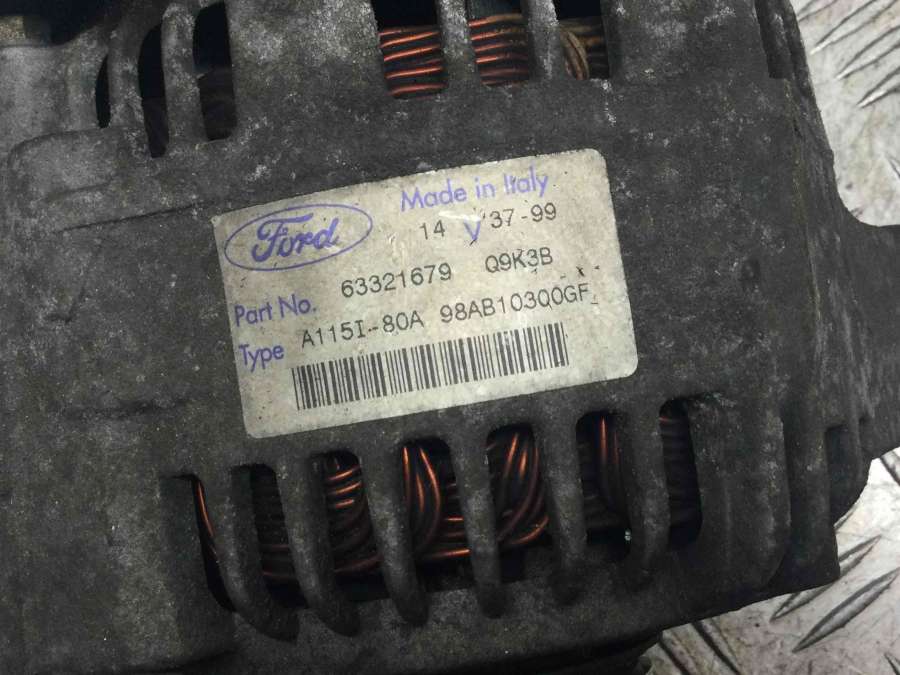 Ford
Made in Italy
14 V 37-99
Part No. 63321679 Q9K3B
Type A115I-80A 98AB10300GF